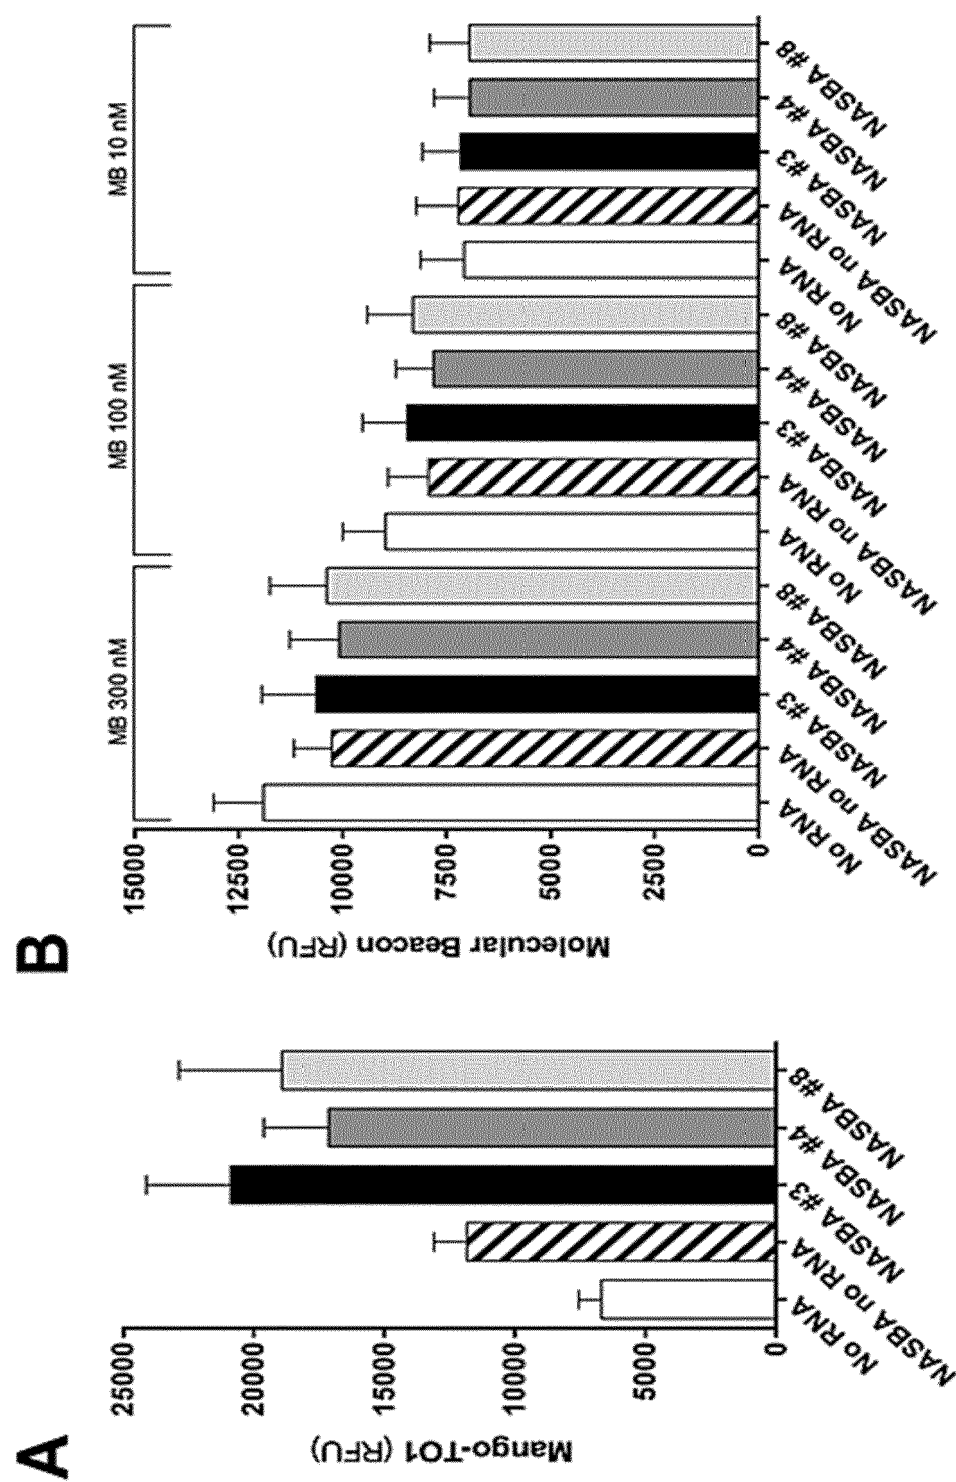 A
Mango-TO1 (RFU)
25000
20000
15000
10000
5000
0
No RNA
NASBA no RNA
NASBA #3
NASBA #4
NASBA #8
B
Molecular Beacon (RFU)
15000
12500
10000
7500
5000
2500
0
MB 300 nM
MB 100 nM
MB 10 nM
No RNA
NASBA no RNA
NASBA #3
NASBA #4
NASBA #8
No RNA
NASBA no RNA
NASBA #3
NASBA #4
NASBA #8
No RNA
NASBA no RNA
NASBA #3
NASBA #4
NASBA #8